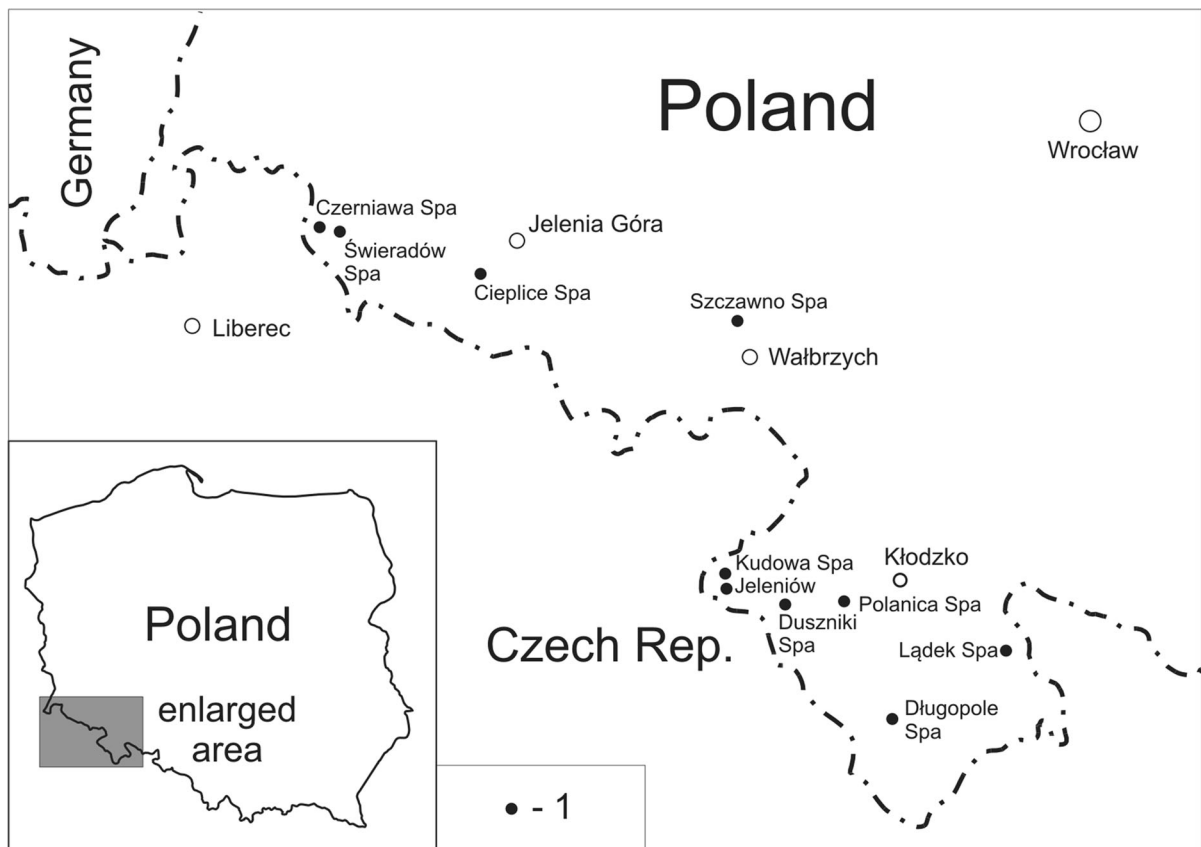 Germany
Poland
Wrocław
Czerniawa Spa
Świeradów
Spa
Jelenia Góra
Cieplice Spa
Szczawno Spa
Liberec
Wałbrzych
Kudowa Spa
Jeleniów
Kłodzko
Duszniki
Spa
Polanica Spa
Czech Rep.
Lądek Spa
Długopole
Spa
Poland
enlarged
area
- 1